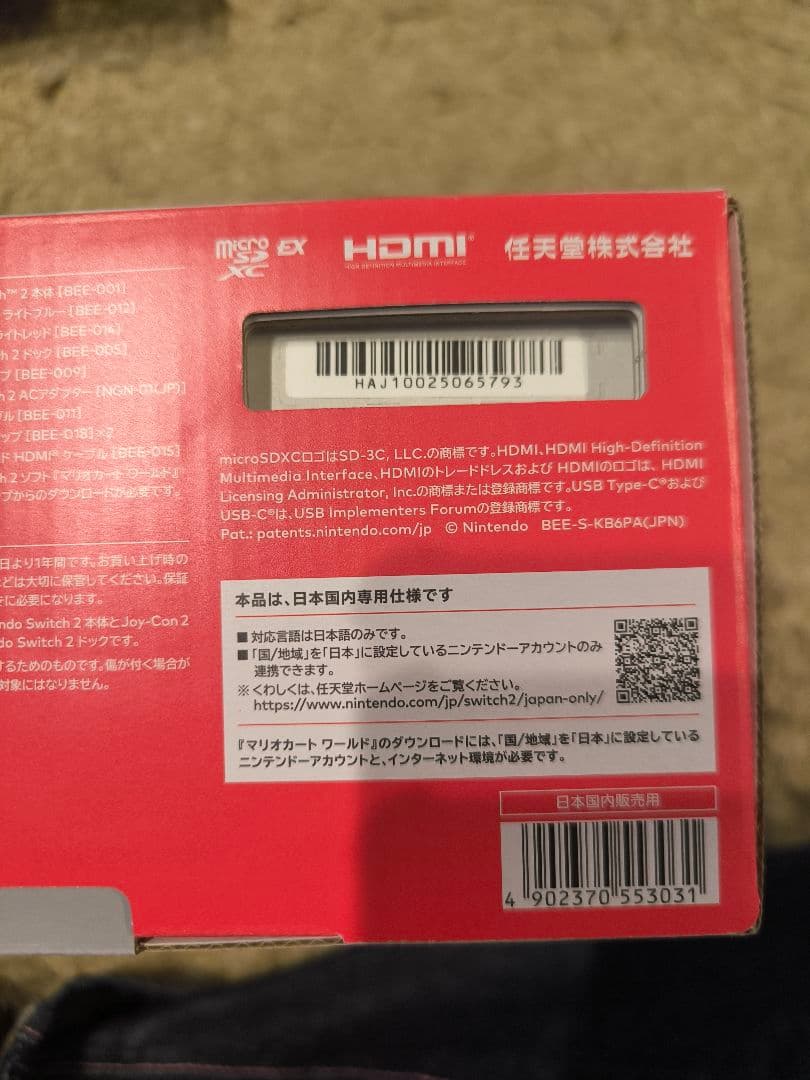 micro SD XC EX HDMI 任天堂株式会社
HIGH DEFINITION MULTIMEDIA INTERFACE
h™ 2 本体 [BEE-001]
ライトブルー [BEE-012]
イトレッド [BEE-014]
h 2 ドック [BEE-005]
プ [BEE-009]
h 2 ACアダプター [NGN-01(JP)]
ブル [BEE-011]
ップ [BEE-018]×2
ド HDMI® ケーブル [BEE-015]
h 2 ソフト『マリオカート ワールド』
プからのダウンロードが必要です。
日より1年間です。お買い上げ時の
どは大切に保管してください。保証
に必要になります。
ndo Switch 2 本体とJoy-Con 2
do Switch 2 ドックです。
するためのものです。傷が付く場合が
対象にはなりません。
HAJ10025065793
microSDXCロゴはSD-3C, LLC.の商標です。HDMI、HDMI High-Definition
Multimedia Interface、HDMIのトレードドレスおよび HDMIのロゴは、HDMI
Licensing Administrator, Inc.の商標または登録商標です。USB Type-C®および
USB-C®は、USB Implementers Forumの登録商標です。
Pat.: patents.nintendo.com/jp © Nintendo BEE-S-KB6PA(JPN)
本品は、日本国内専用仕様です
■ 対応言語は日本語のみです。
■「国/地域」を「日本」に設定しているニンテンドーアカウントのみ
連携できます。
※ くわしくは、任天堂ホームページをご覧ください。
https://www.nintendo.com/jp/switch2/japan-only/
『マリオカート ワールド』のダウンロードには、「国/地域」を「日本」に設定している
ニンテンドーアカウントと、インターネット環境が必要です。
日本国内販売用
4 902370 553031